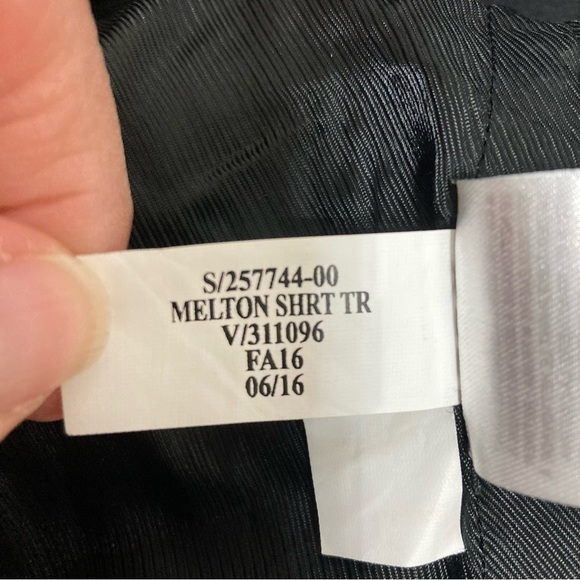 S/257744-00
MELTON SHRT TR
V/311096
FA16
06/16